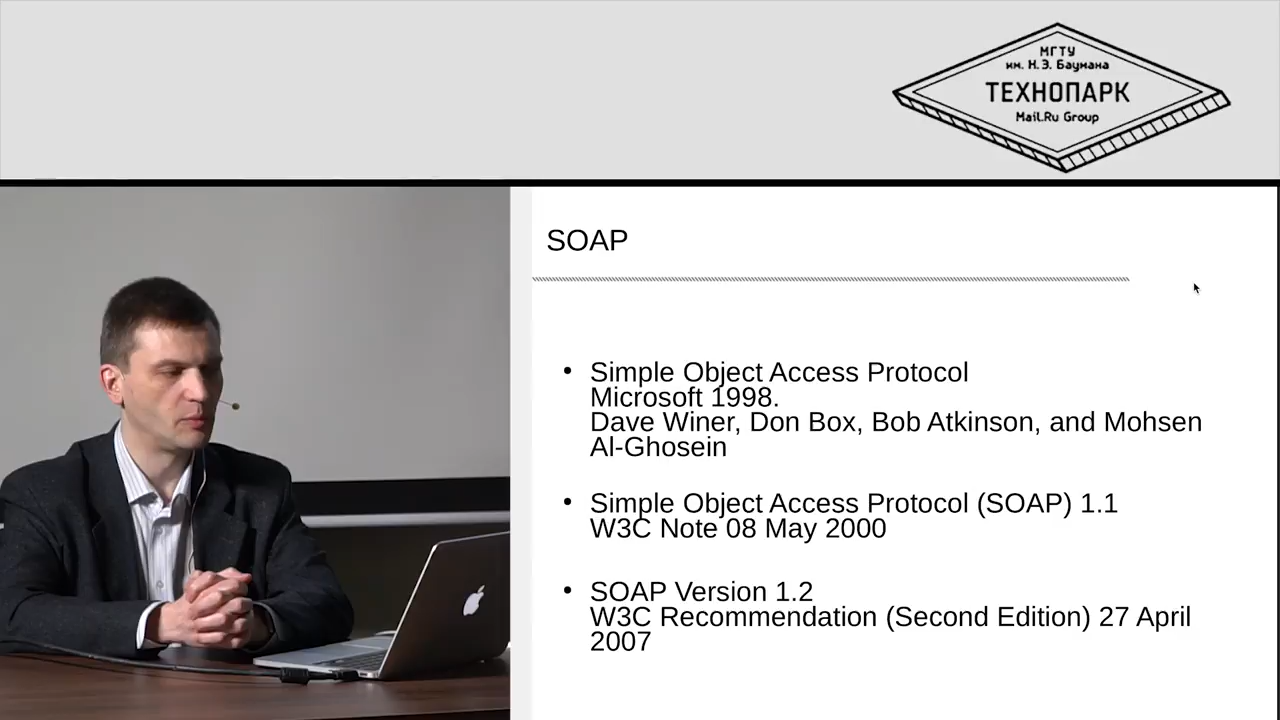 МГТУ
им. Н.Э. Баумана
ТЕХНОПАРК
Mail.Ru Group
SOAP
• Simple Object Access Protocol
Microsoft 1998.
Dave Winer, Don Box, Bob Atkinson, and Mohsen
Al-Ghosein
• Simple Object Access Protocol (SOAP) 1.1
W3C Note 08 May 2000
• SOAP Version 1.2
W3C Recommendation (Second Edition) 27 April
2007